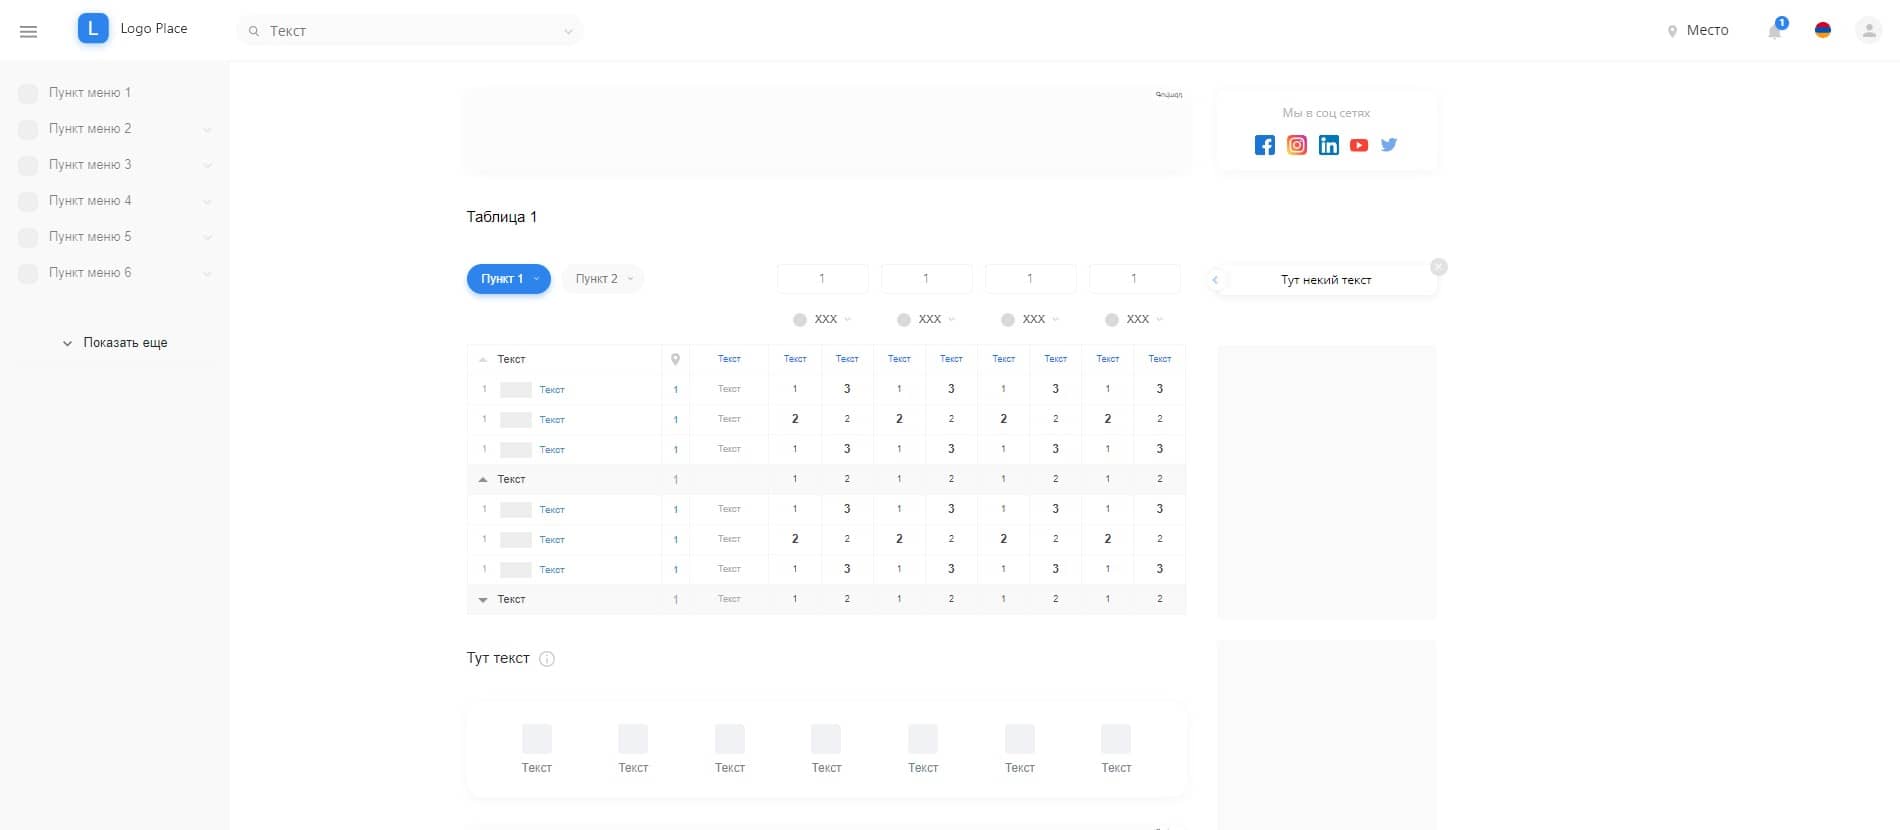 L Logo Place Текст Место 1
Пункт меню 1
Пункт меню 2
Пункт меню 3
Пункт меню 4
Пункт меню 5
Пункт меню 6
Показать еще
Գովազդ
Мы в соц сетях
Таблица 1
Пункт 1 Пункт 2 1 1 1 1
Тут некий текст
XXX XXX XXX XXX
Текст Текст Текст Текст Текст Текст Текст Текст Текст Текст
1 Текст 1 Текст 1 3 1 3 1 3 1 3
1 Текст 1 Текст 2 2 2 2 2 2 2 2
1 Текст 1 Текст 1 3 1 3 1 3 1 3
Текст 1 1 2 1 2 1 2 1 2
1 Текст 1 Текст 1 3 1 3 1 3 1 3
1 Текст 1 Текст 2 2 2 2 2 2 2 2
1 Текст 1 Текст 1 3 1 3 1 3 1 3
Текст 1 Текст 1 2 1 2 1 2 1 2
Тут текст
Текст Текст Текст Текст Текст Текст Текст